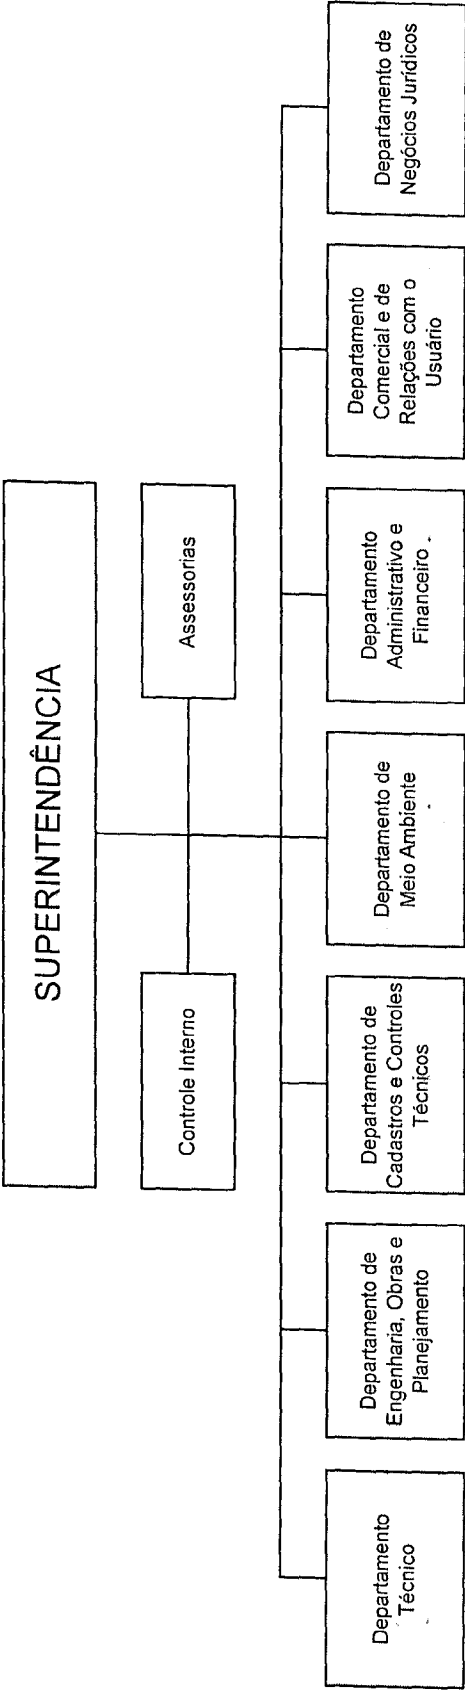 SUPERINTENDÊNCIA
Controle Interno
Assessorias
Departamento
Técnico
Departamento de
Engenharia, Obras e
Planejamento
Departamento de
Cadastros e Controles
Técnicos
Departamento de
Meio Ambiente
Departamento
Administrativo e
Financeiro
Departamento
Comercial e de
Relações com o
Usuário
Departamento de
Negócios Jurídicos